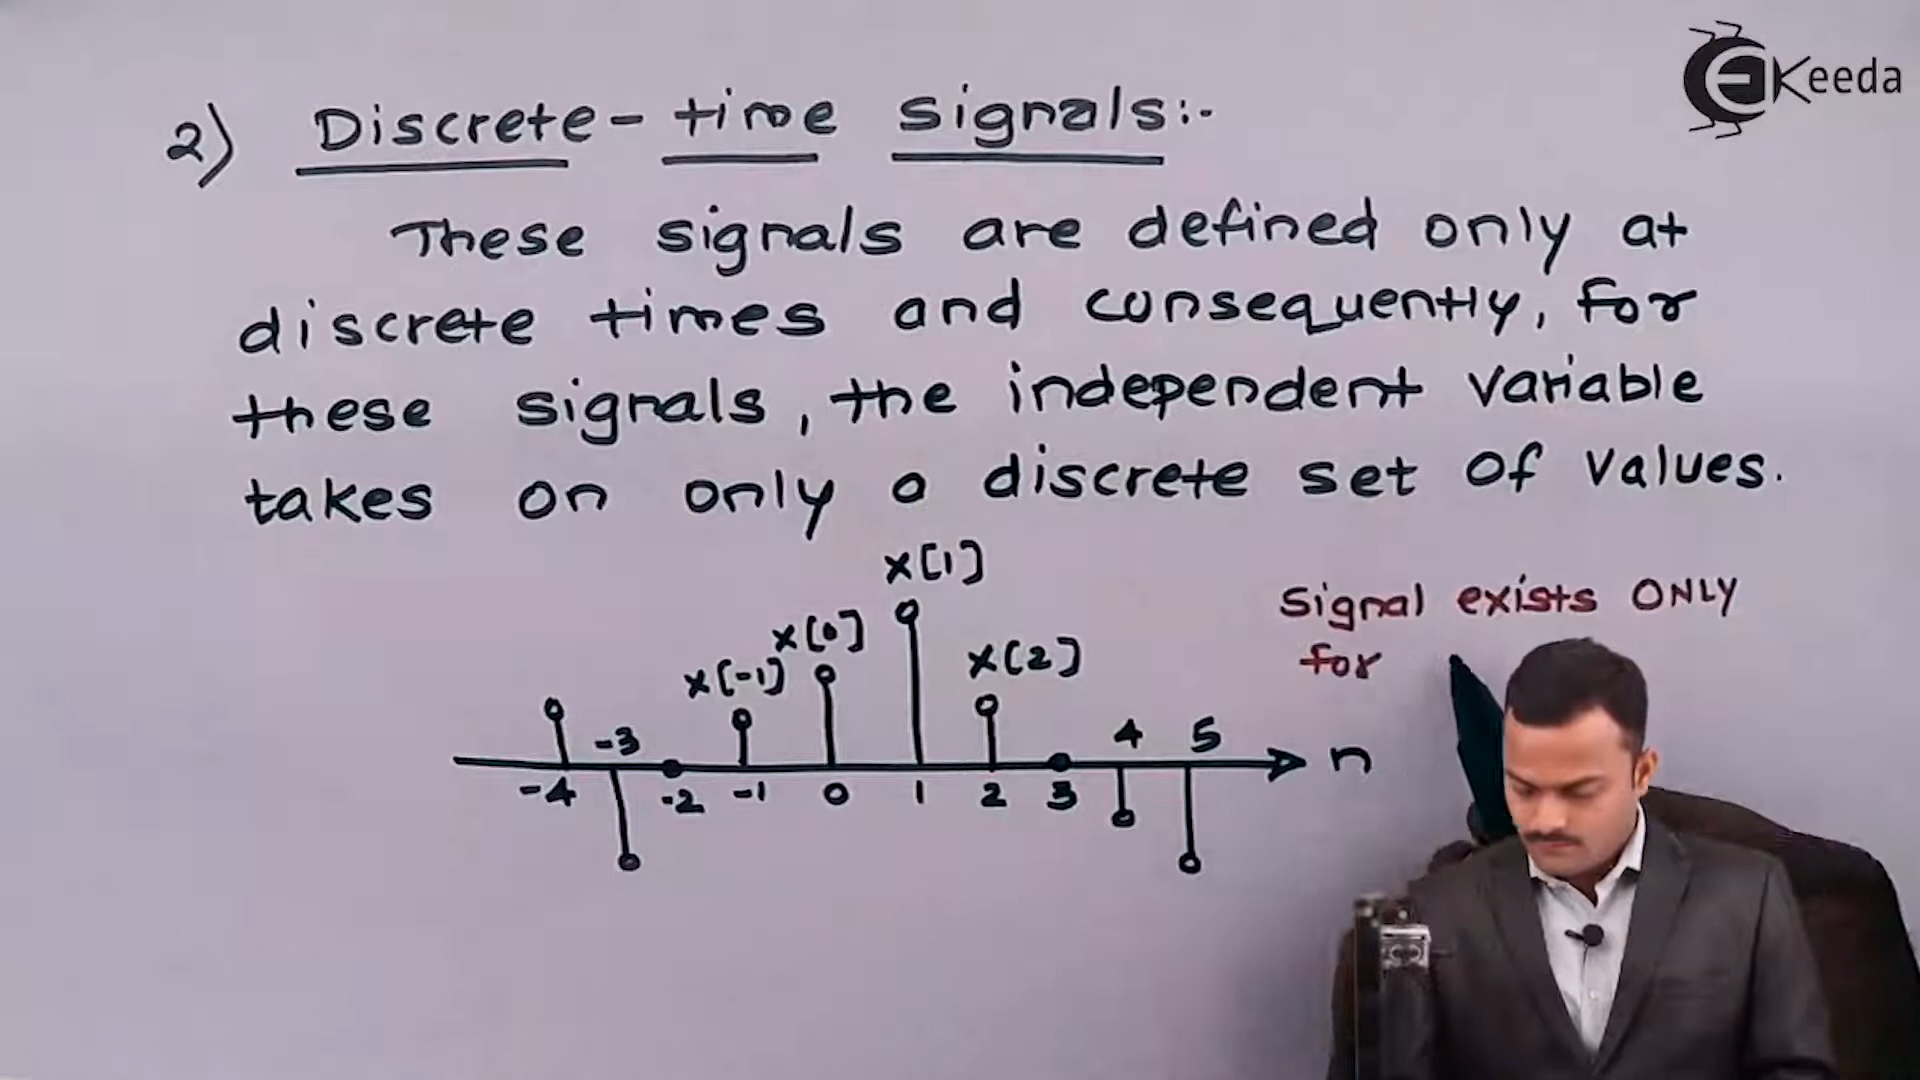 Keeda
2) Discrete-time signals:-
These signals are defined only at
discrete times and consequently, for
these signals, the independent variable
takes on only a discrete set of values.
x[1]
x[0]
x[-1]
x[2]
Signal exists ONLY
for
-3
4
5
n
-4
-2
-1
0
1
2
3